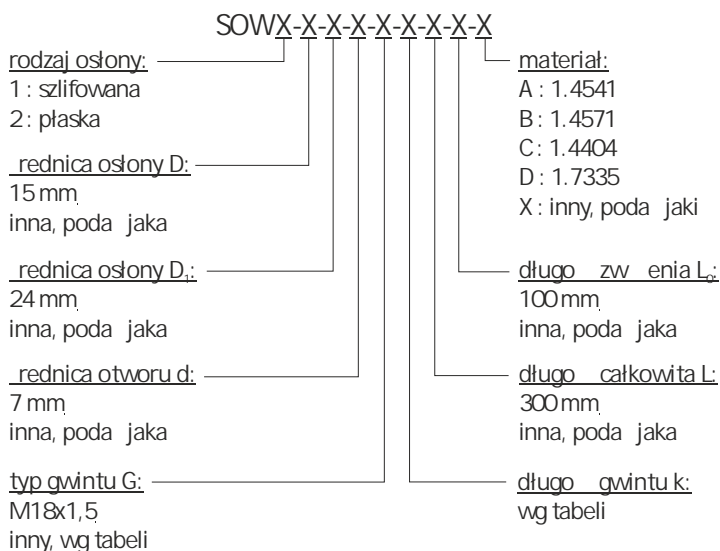 SOWX-X-X-X-X-X-X-X-X
rodzaj osłony:
1 : szlifowana
2 : płaska
rednica osłony D:
15 mm
inna, poda jaka
rednica osłony D₁:
24 mm
inna, poda jaka
rednica otworu d:
7 mm
inna, poda jaka
typ gwintu G:
M18x1,5
inny, wg tabeli
materiał:
A : 1.4541
B : 1.4571
C : 1.4404
D : 1.7335
X : inny, poda jaki
długo zw enia Lₒ:
100 mm
inna, poda jaka
długo całkowita L:
300 mm
inna, poda jaka
długo gwintu k:
wg tabeli